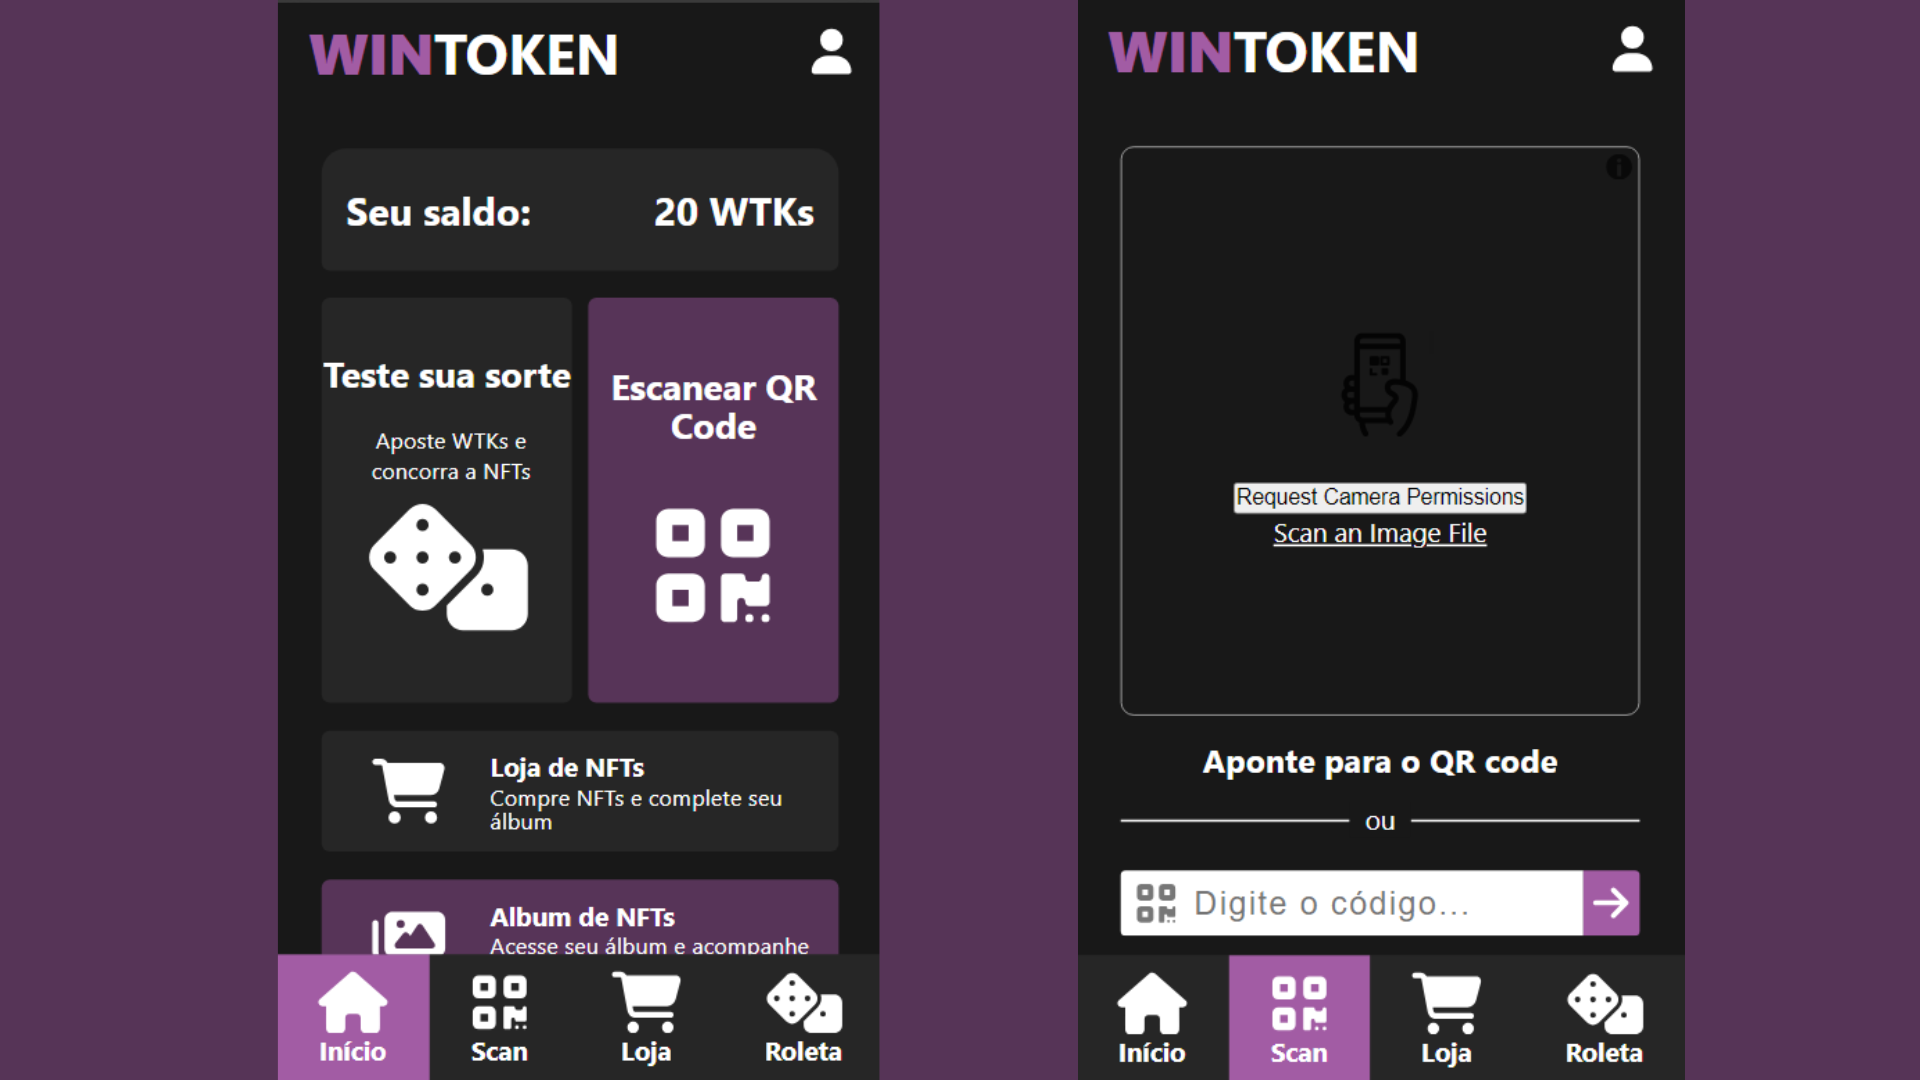 WINTOKEN
Seu saldo: 20 WTKs
Teste sua sorte
Aposte WTKs e
concorra a NFTs
Escanear QR
Code
Loja de NFTs
Compre NFTs e complete seu
álbum
Album de NFTs
Acesse seu álbum e acompanhe
Início Scan Loja Roleta
WINTOKEN
Request Camera Permissions
Scan an Image File
Aponte para o QR code
ou
Digite o código...
Início Scan Loja Roleta